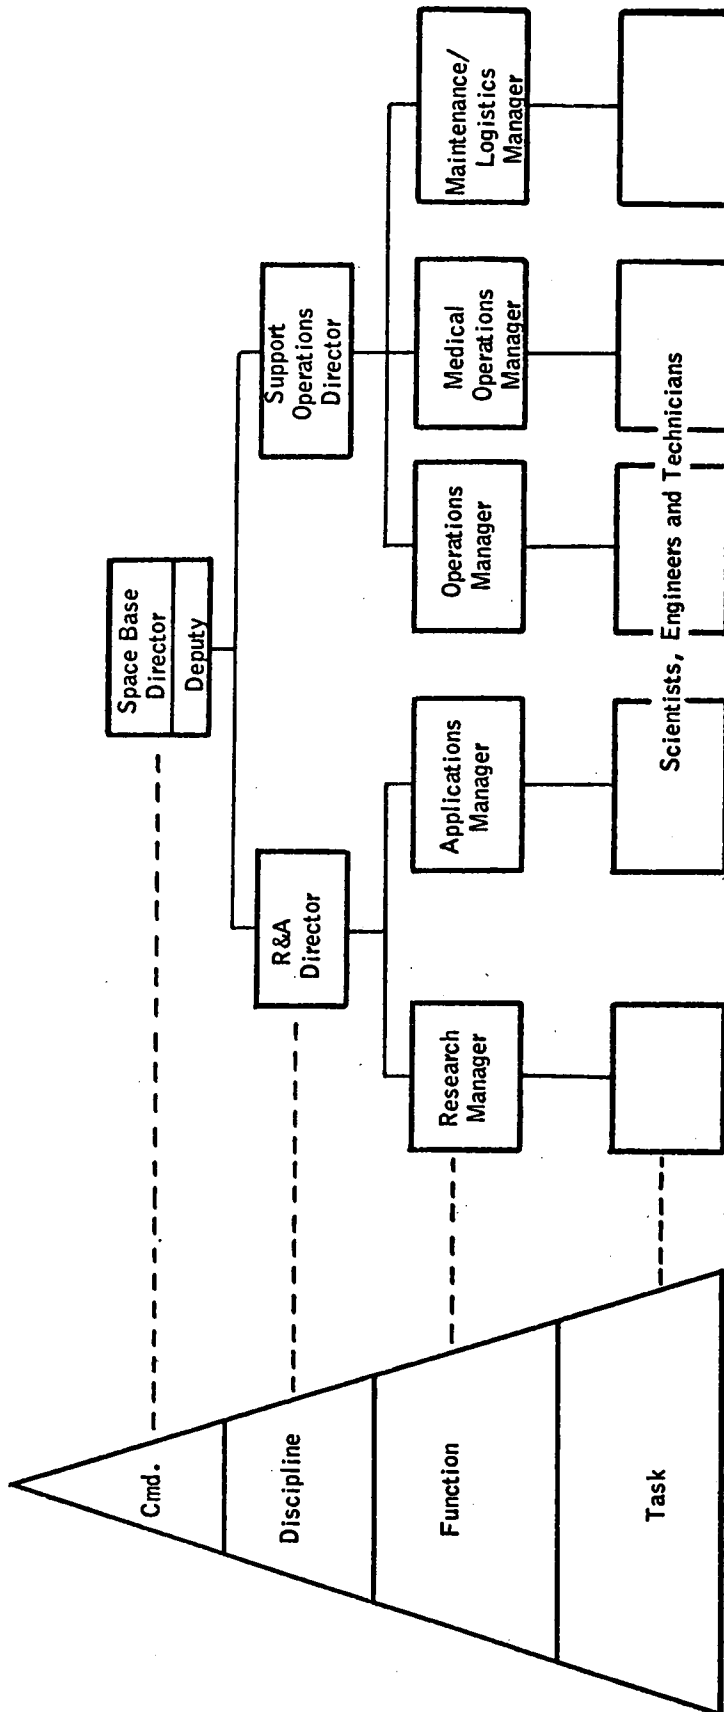 Cmd.
Discipline
Function
Task
Space Base
Director
Deputy
R&A
Director
Support
Operations
Director
Research
Manager
Applications
Manager
Operations
Manager
Medical
Operations
Manager
Maintenance/
Logistics
Manager
Scientists, Engineers and Technicians